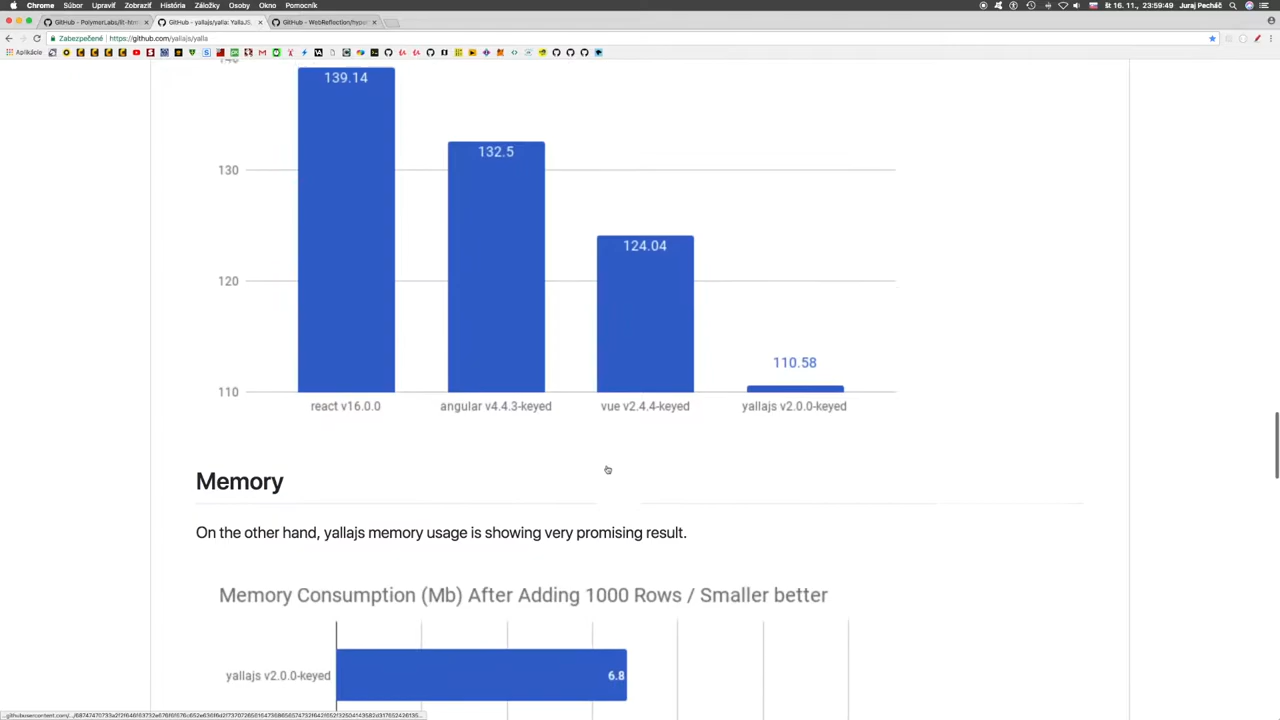 Chrome Súbor Upraviť Zobraziť História Záložky Osoby Okno Pomocník
št 16. 11., 23:59:49 Juraj Pecháč
GitHub - PolymerLabs/lit-htm
GitHub - yallajs/yalla: YallaJS,
GitHub - WebReflection/hyper
Zabezpečené https://github.com/yallajs/yalla
Aplikácie
140
139.14
132.5
130
124.04
120
110.58
110
react v16.0.0 angular v4.4.3-keyed vue v2.4.4-keyed yallajs v2.0.0-keyed
Memory
On the other hand, yallajs memory usage is showing very promising result.
Memory Consumption (Mb) After Adding 1000 Rows / Smaller better
yallajs v2.0.0-keyed 6.8